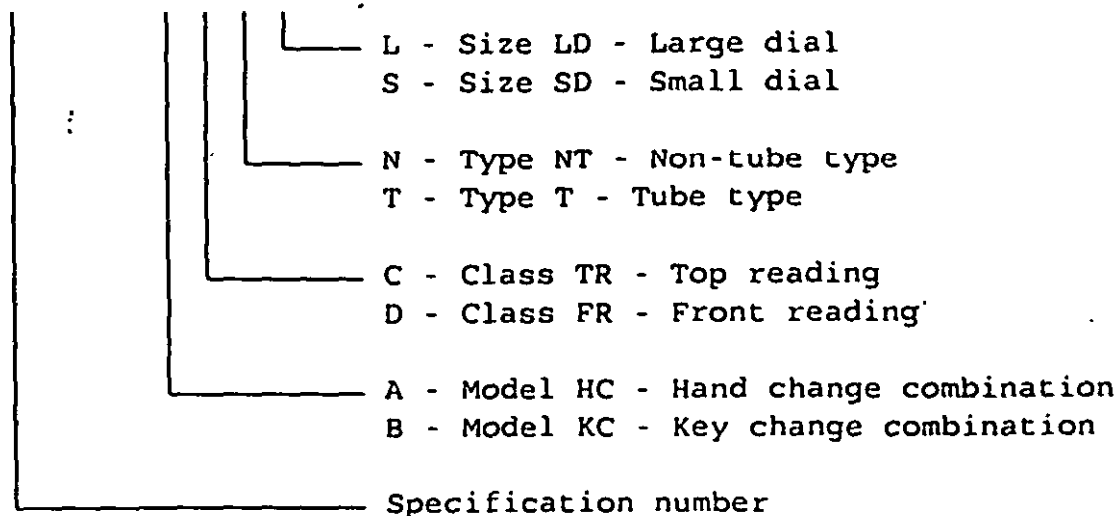 L - Size LD - Large dial
S - Size SD - Small dial
N - Type NT - Non-tube type
T - Type T - Tube type
C - Class TR - Top reading
D - Class FR - Front reading
A - Model HC - Hand change combination
B - Model KC - Key change combination
Specification number